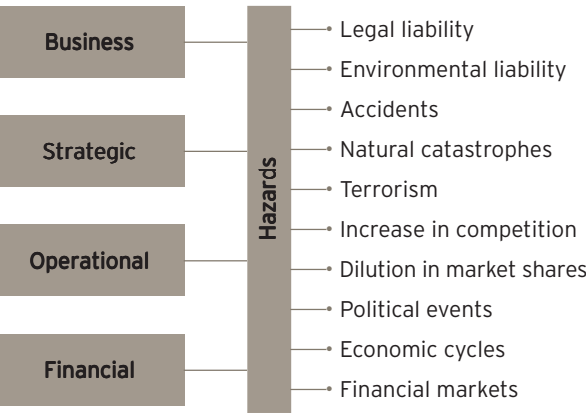 Business
Strategic
Operational
Financial
Hazards
Legal liability
Environmental liability
Accidents
Natural catastrophes
Terrorism
Increase in competition
Dilution in market shares
Political events
Economic cycles
Financial markets